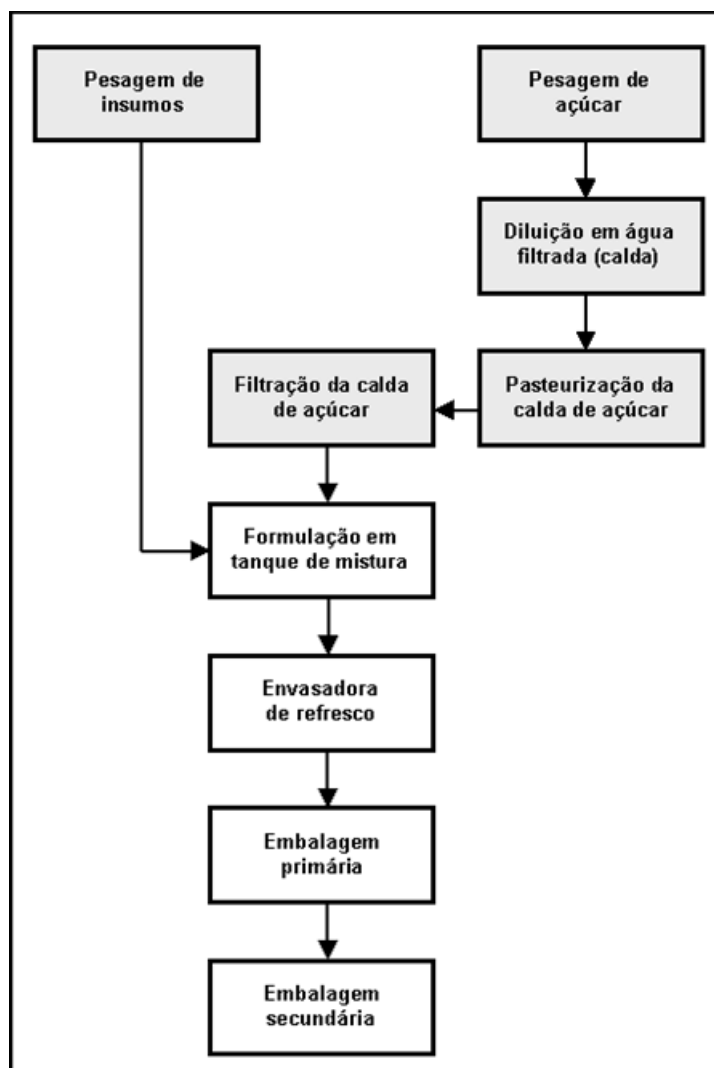 Pesagem de
insumos
Pesagem de
açúcar
Diluição em água
filtrada (calda)
Pasteurização da
calda de açúcar
Filtração da calda
de açúcar
Formulação em
tanque de mistura
Envasadora
de refresco
Embalagem
primária
Embalagem
secundária